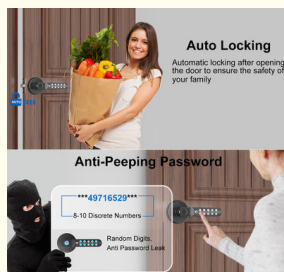 Auto Locking
Automatic locking after opening
the door to ensure the safety of
your family
Anti-Peeping Password
***49716529***
8-10 Discrete Numbers
Random Digits,
Anti Password Leak